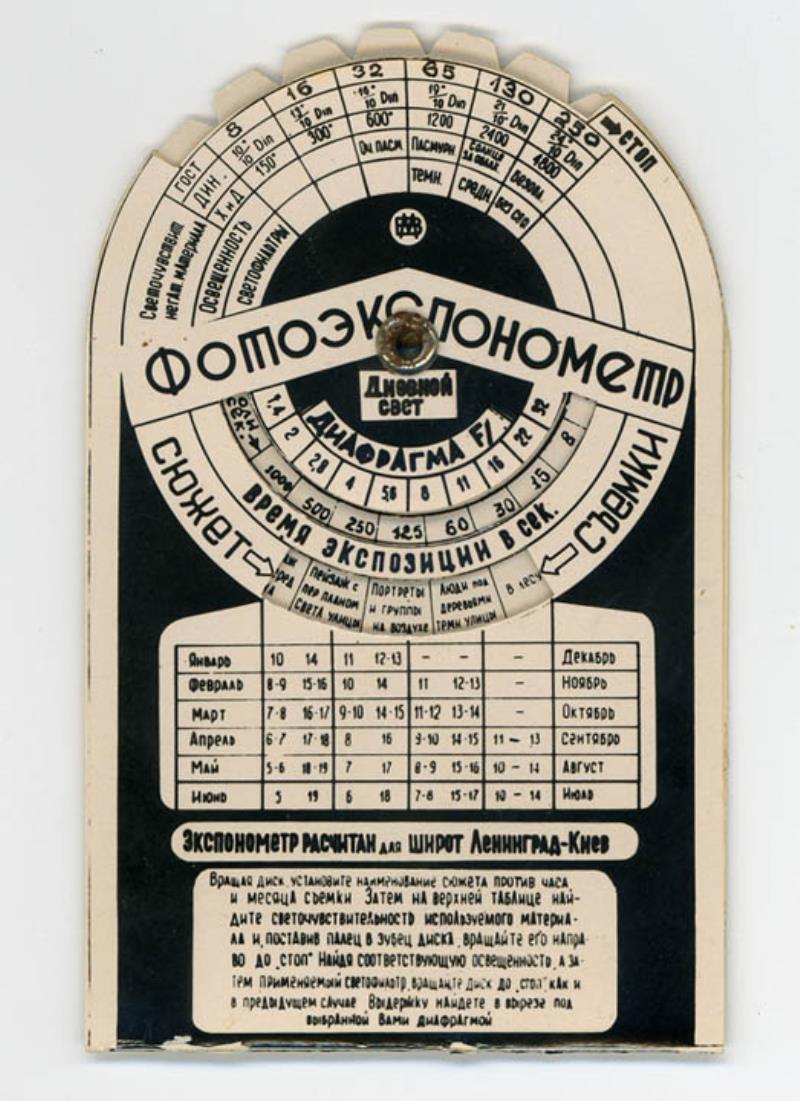 8 16 32 65 130 250 СТОП
ГОСТ
ДИН. 10°/10 Din 13°/10 Din 16°/10 Din 19°/10 Din 21/10° Din 24°/10 Din
ХиД 150° 300° 600° 1200 2400 4800
Светочувствит негат. материала
Освещенность Оч пасм Пасмурн. солнце за облак. Безобл.
светофильтры темн. средн. без свф.
Фотоэкспонометр
Дневной
свет
1,4 2 2,8 4 5,6 8 11 16 22 32
Диафрагма F/
сек.
1000 500 250 125 60 30 15 8
время экспозиции в сек.
сюжет съемки
пейзаж с пер планом света улицы
Портреты и группы на воздухе
Люди под деревьями темн улицы
В лесу
Январь 10 14 11 12-13 - - - Декабрь
Февраль 8-9 15-16 10 14 11 12-13 - Ноябрь
Март 7-8 16-17 9-10 14-15 11-12 13-14 - Октябрь
Апрель 6-7 17-18 8 16 9-10 14-15 11 - 13 Сентябрь
Май 5-6 18-19 7 17 8-9 15-16 10 - 14 Август
Июнь 5 19 6 18 7-8 15-17 10 - 14 Июль
Экспонометр расчитан для широт Ленинград-Киев
Вращая диск, установите наименование сюжета против часа
и месяца съемки Затем на верхней таблице най-
дите светочувствительность используемого материа-
ла и, поставив палец в зубец диска, вращайте его напра-
во до „стоп" Найдя соответствующую освещенность, а за-
тем применяемый светофильтр, вращайте диск до „стоп" как и
в предыдущем случае Выдержку найдете в вырезе под
выбранной Вами диафрагмой